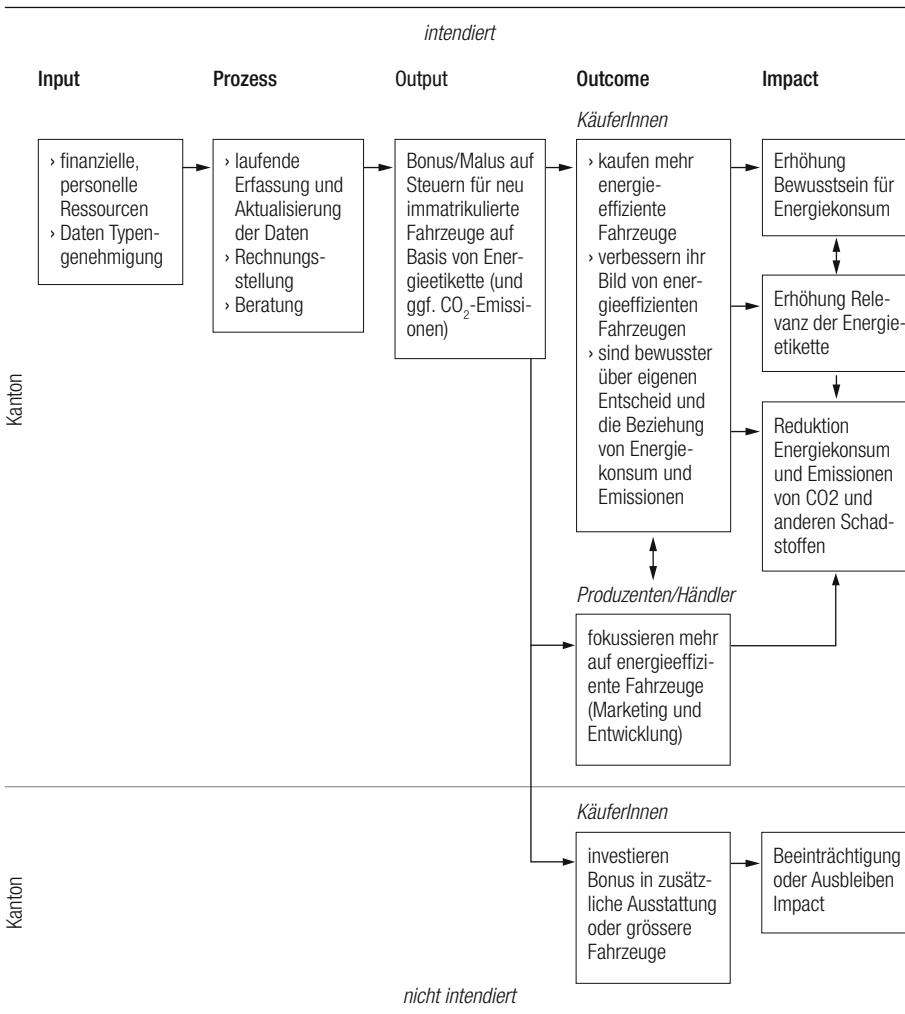 intendiert
Input
Prozess
Output
Outcome
Impact
KäuferInnen
› finanzielle,
personelle
Ressourcen
› Daten Typen-
genehmigung
› laufende
Erfassung und
Aktualisierung
der Daten
› Rechnungs-
stellung
› Beratung
Bonus/Malus auf
Steuern für neu
immatrikulierte
Fahrzeuge auf
Basis von Ener-
gieetikette (und
ggf. CO₂-Emissi-
onen)
› kaufen mehr
energie-
effiziente
Fahrzeuge
› verbessern ihr
Bild von ener-
gieeffizienten
Fahrzeugen
› sind bewusster
über eigenen
Entscheid und
die Beziehung
von Energie-
konsum und
Emissionen
Erhöhung
Bewusstsein für
Energiekonsum
Erhöhung Rele-
vanz der Energie-
etikette
Reduktion
Energiekonsum
und Emissionen
von CO2 und
anderen Schad-
stoffen
Kanton
Produzenten/Händler
fokussieren mehr
auf energieeffizi-
ente Fahrzeuge
(Marketing und
Entwicklung)
KäuferInnen
investieren
Bonus in zusätz-
liche Ausstattung
oder grössere
Fahrzeuge
Beeinträchtigung
oder Ausbleiben
Impact
Kanton
nicht intendiert